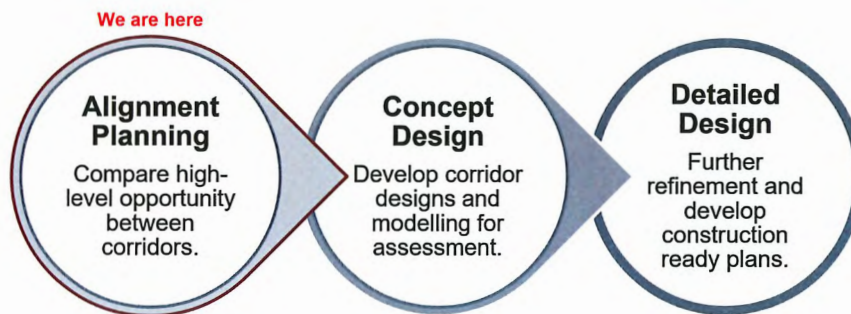 We are here
Alignment
Planning
Compare high-
level opportunity
between
corridors.
Concept
Design
Develop corridor
designs and
modelling for
assessment.
Detailed
Design
Further
refinement and
develop
construction
ready plans.